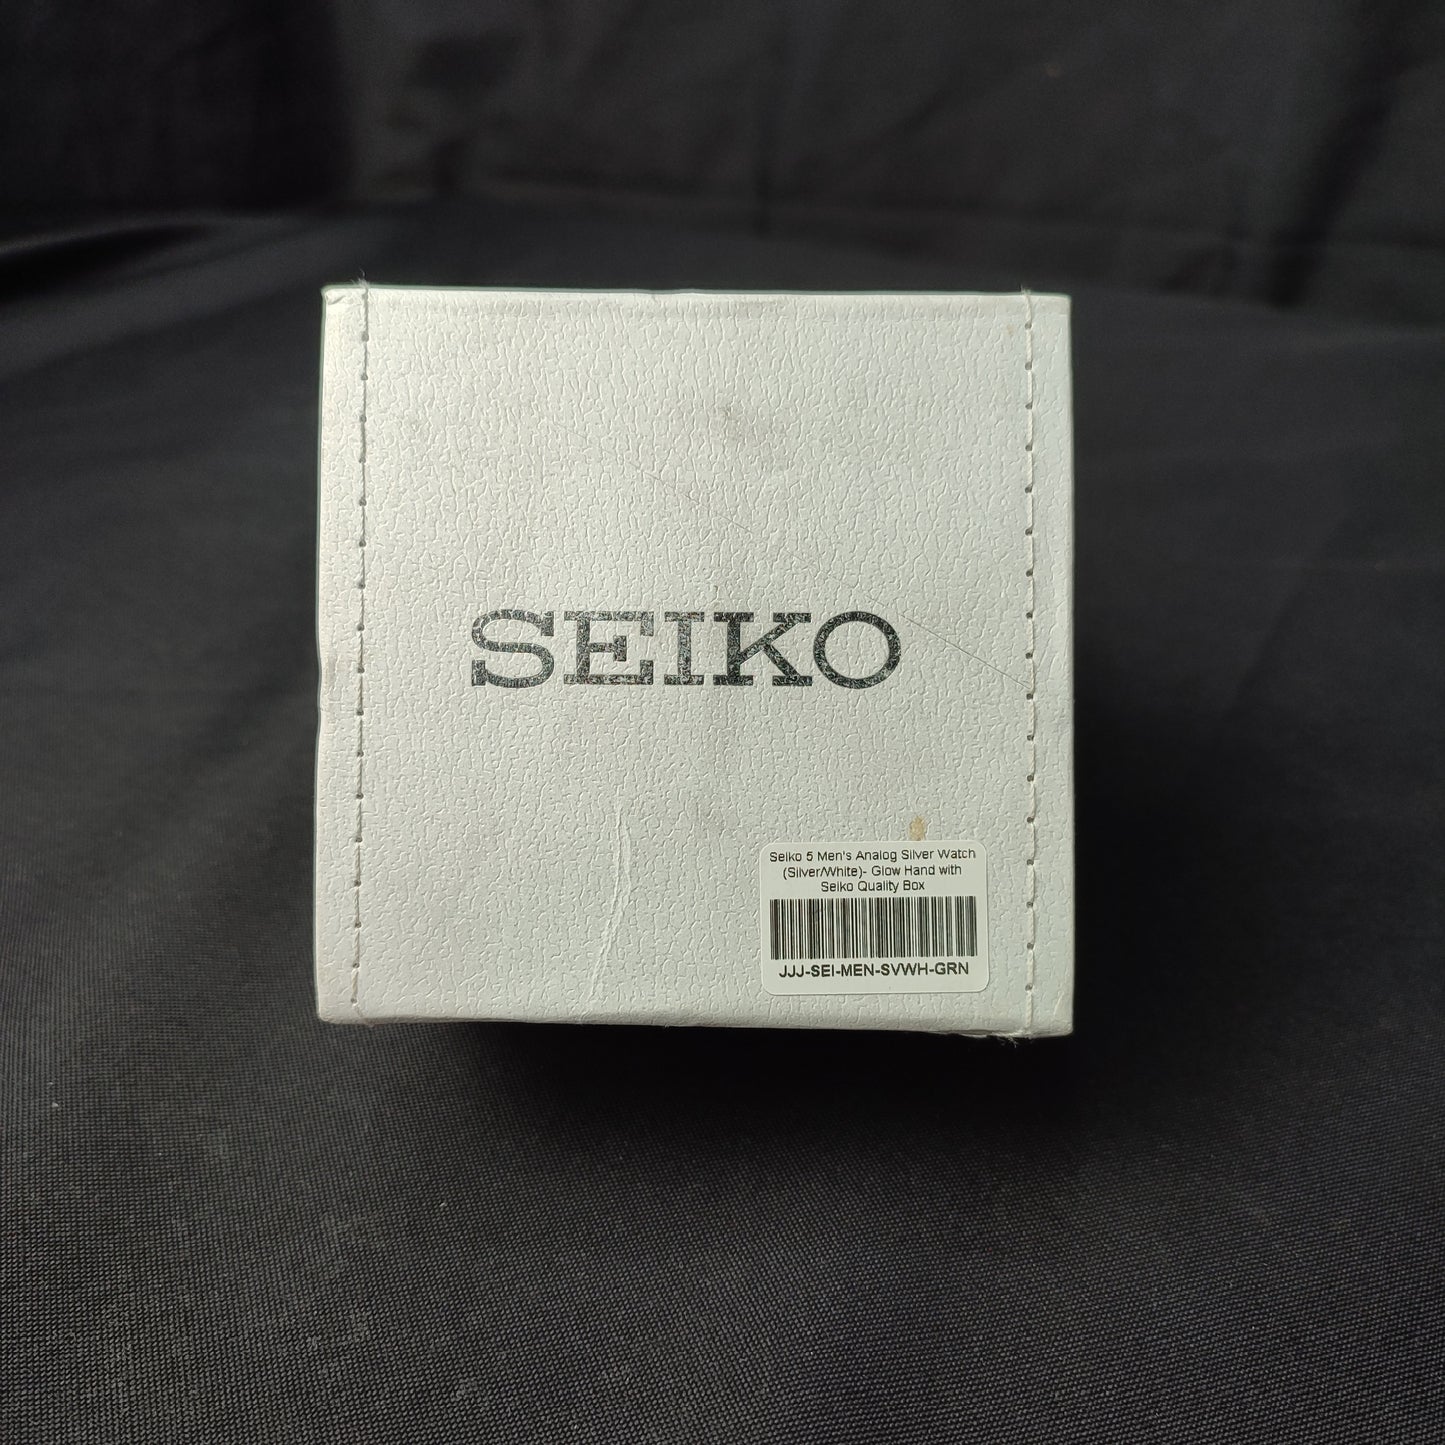 SEIKO
Seiko 5 Men's Analog Silver Watch
(Silver/White)- Glow Hand with
Seiko Quality Box
JJJ-SEI-MEN-SVWH-GRN